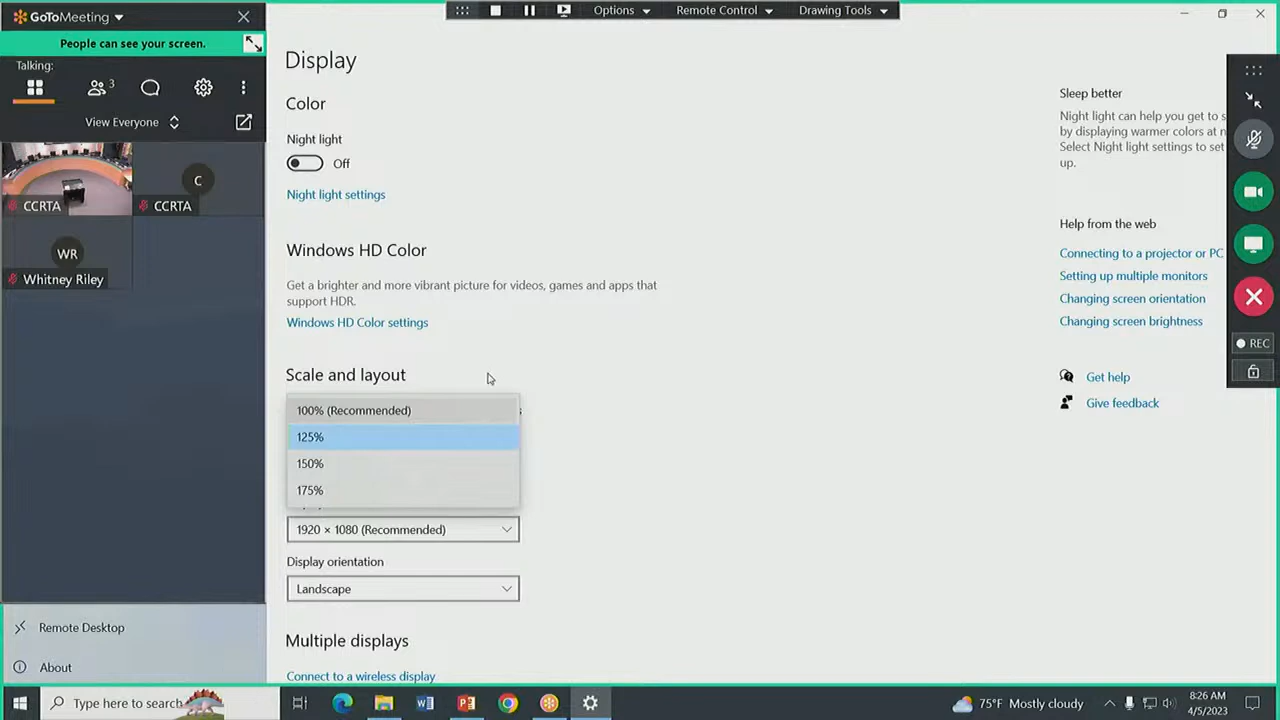 GoToMeeting
People can see your screen.
Talking:
3
View Everyone
CCRTA
C
CCRTA
WR
Whitney Riley
Remote Desktop
About
Options
Remote Control
Drawing Tools
Display
Color
Night light
Off
Night light settings
Windows HD Color
Get a brighter and more vibrant picture for videos, games and apps that
support HDR.
Windows HD Color settings
Scale and layout
100% (Recommended)
125%
150%
175%
1920 × 1080 (Recommended)
Display orientation
Landscape
Multiple displays
Connect to a wireless display
Sleep better
Night light can help you get to s
by displaying warmer colors at n
Select Night light settings to set
up.
Help from the web
Connecting to a projector or PC
Setting up multiple monitors
Changing screen orientation
Changing screen brightness
Get help
Give feedback
REC
Type here to search
75°F Mostly cloudy
8:26 AM
4/5/2023